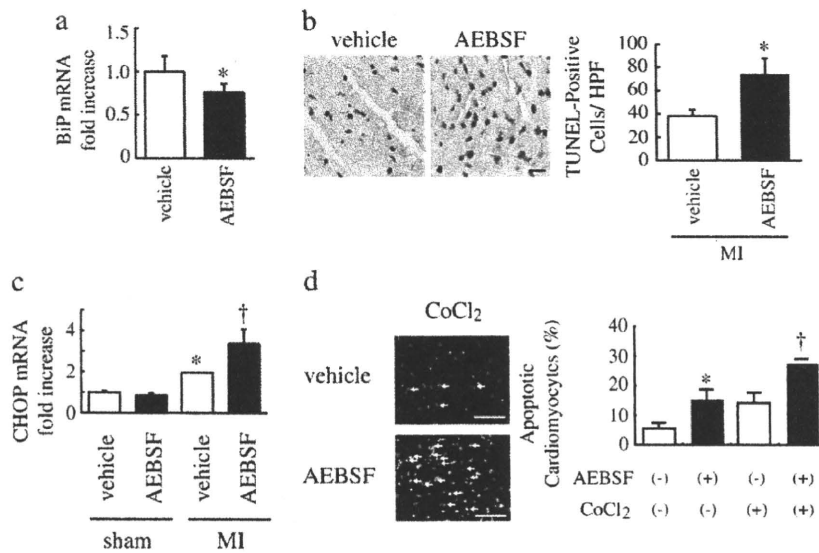 a
BiP mRNA
fold increase
1.5
1.0
0.5
0
*
vehicle
AEBSF
b
vehicle
AEBSF
TUNEL-Positive
Cells/ HPF
100
80
60
40
20
0
*
vehicle
AEBSF
MI
c
CHOP mRNA
fold increase
4
2
0
*
†
vehicle
AEBSF
vehicle
AEBSF
sham
MI
d
CoCl2
vehicle
AEBSF
Apoptotic
Cardiomyocytes (%)
40
30
20
10
0
*
†
AEBSF (-) (+) (-) (+)
CoCl2 (-) (-) (+) (+)